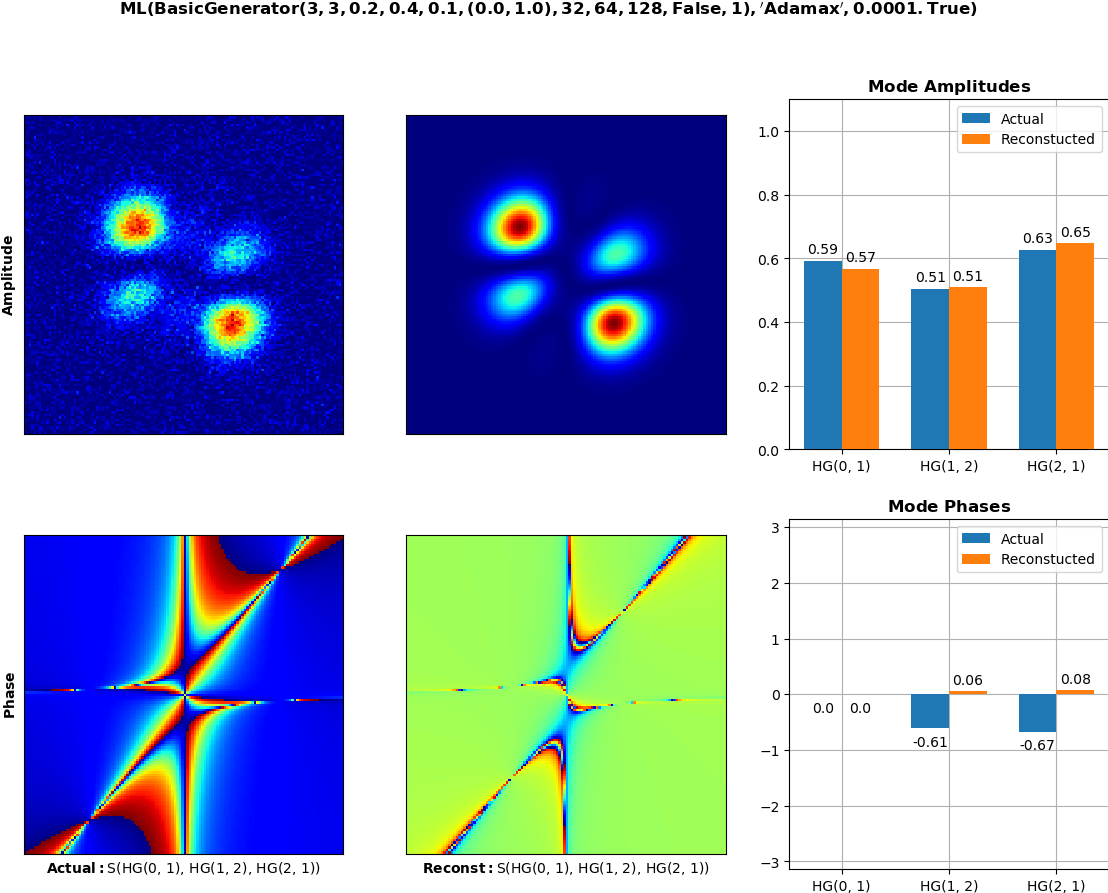 ML(BasicGenerator(3, 3, 0.2, 0.4, 0.1, (0.0, 1.0), 32, 64, 128, False, 1), ′Adamax′, 0.0001. True)
Amplitude
Mode Amplitudes
Actual
Reconstucted
1.0
0.8
0.6
0.4
0.2
0.0
0.59
0.57
0.51
0.51
0.63
0.65
HG(0, 1)
HG(1, 2)
HG(2, 1)
Phase
Actual: S(HG(0, 1), HG(1, 2), HG(2, 1))
Reconst: S(HG(0, 1), HG(1, 2), HG(2, 1))
Mode Phases
Actual
Reconstucted
3
2
1
0
−1
−2
−3
0.0
0.0
-0.61
0.06
-0.67
0.08
HG(0, 1)
HG(1, 2)
HG(2, 1)